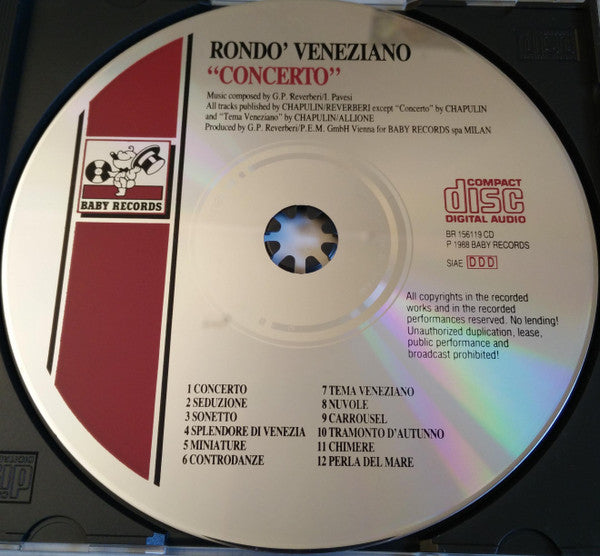 RONDO' VENEZIANO
“CONCERTO”
Music composed by G.P. Reverberi/I. Pavesi
All tracks published by CHAPULIN/REVERBERI except “Concerto” by CHAPULIN
and “Tema Veneziano” by CHAPULIN/ALLIONE
Produced by G.P. Reverberi/P.E.M. GmbH Vienna for BABY RECORDS spa MILAN
BABY RECORDS
COMPACT
disc
DIGITAL AUDIO
BR 156119 CD
P 1988 BABY RECORDS
SIAE DDD
All copyrights in the recorded
works and in the recorded
performances reserved. No lending!
Unauthorized duplication, lease,
public performance and
broadcast prohibited!
1 CONCERTO
2 SEDUZIONE
3 SONETTO
4 SPLENDORE DI VENEZIA
5 MINIATURE
6 CONTRODANZE
7 TEMA VENEZIANO
8 NUVOLE
9 CARROUSEL
10 TRAMONTO D'AUTUNNO
11 CHIMERE
12 PERLA DEL MARE